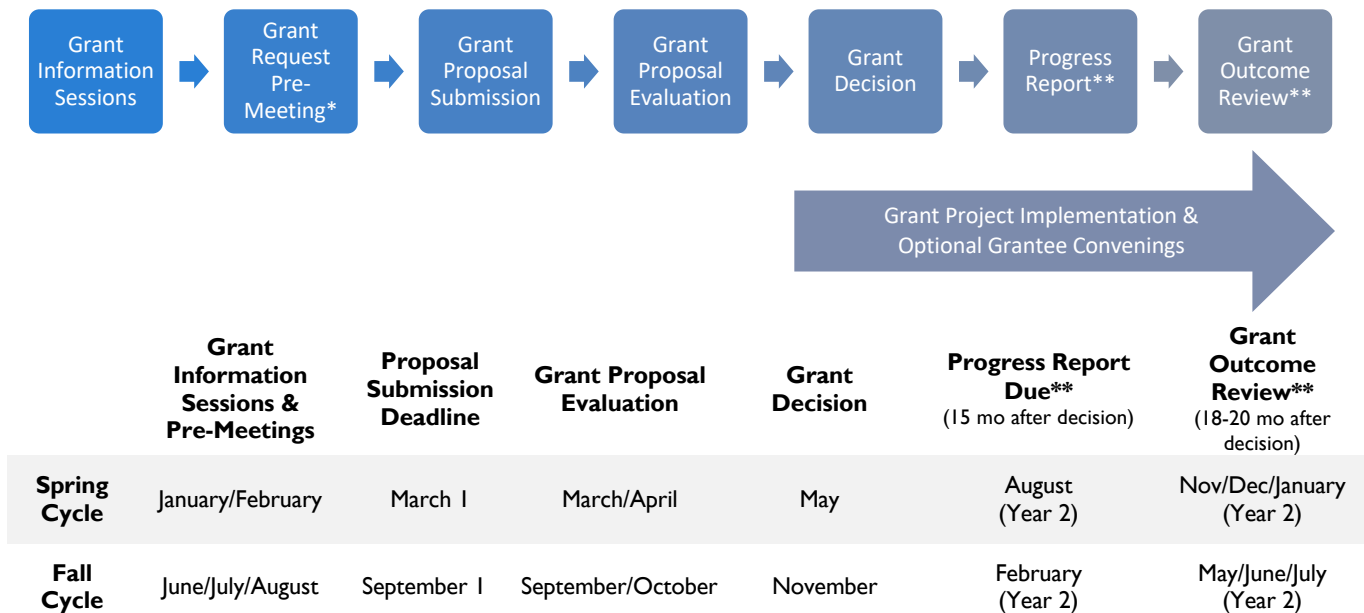 Grant
Information
Sessions
Grant
Request
Pre-
Meeting*
Grant
Proposal
Submission
Grant
Proposal
Evaluation
Grant
Decision
Progress
Report**
Grant
Outcome
Review**
Grant Project Implementation &
Optional Grantee Convenings
Grant
Information
Sessions &
Pre-Meetings
Proposal
Submission
Deadline
Grant Proposal
Evaluation
Grant
Decision
Progress Report
Due**
(15 mo after decision)
Grant
Outcome
Review**
(18-20 mo after
decision)
Spring
Cycle
January/February
March 1
March/April
May
August
(Year 2)
Nov/Dec/January
(Year 2)
Fall
Cycle
June/July/August
September 1
September/October
November
February
(Year 2)
May/June/July
(Year 2)